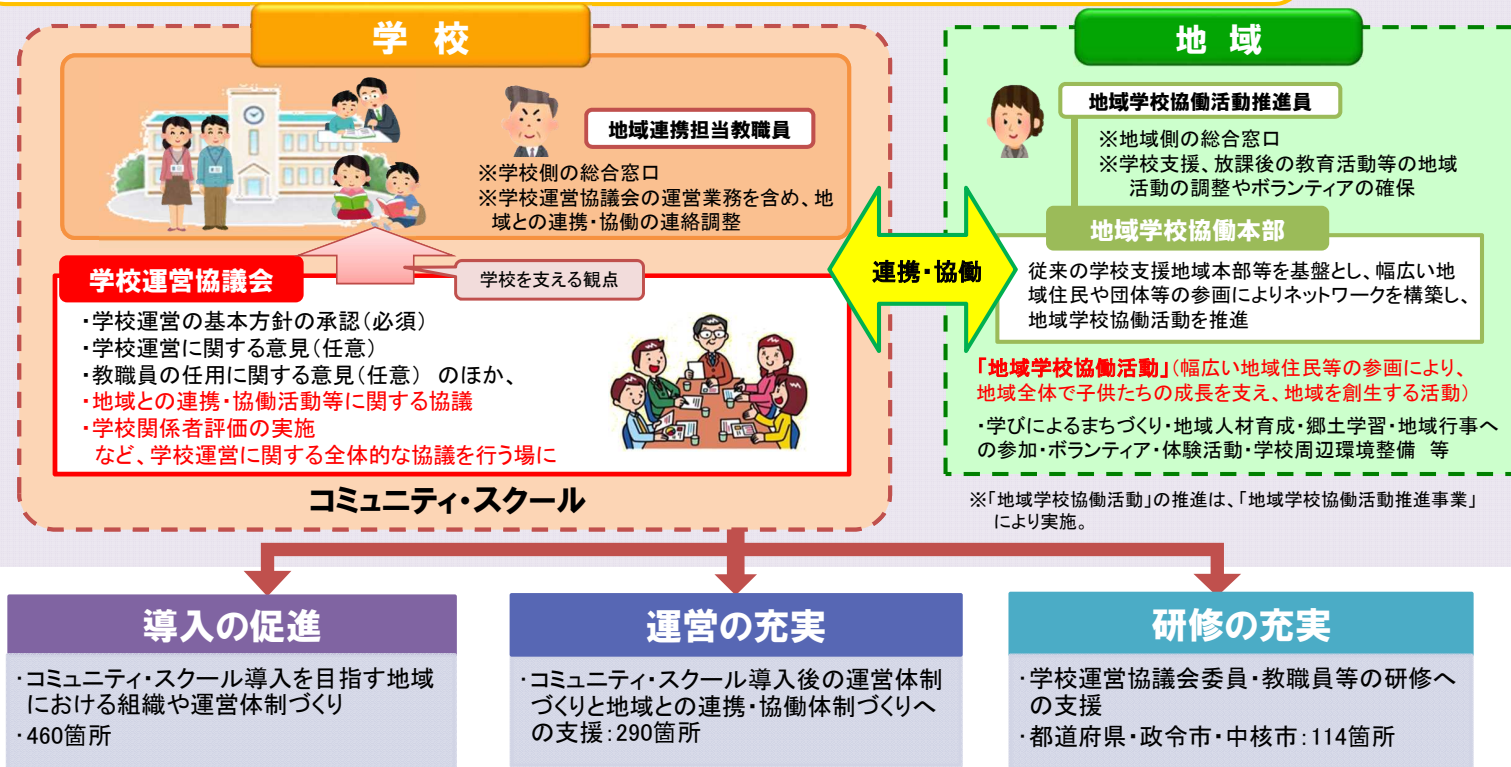 学 校
地域連携担当教職員
※学校側の総合窓口
※学校運営協議会の運営業務を含め、地
域との連携・協働の連絡調整
学校運営協議会
学校を支える観点
・学校運営の基本方針の承認（必須）
・学校運営に関する意見（任意）
・教職員の任用に関する意見（任意） のほか、
・地域との連携・協働活動等に関する協議
・学校関係者評価の実施
など、学校運営に関する全体的な協議を行う場に
コミュニティ・スクール
連携・協働
地 域
地域学校協働活動推進員
※地域側の総合窓口
※学校支援、放課後の教育活動等の地域
活動の調整やボランティアの確保
地域学校協働本部
従来の学校支援地域本部等を基盤とし、幅広い地
域住民や団体等の参画によりネットワークを構築し、
地域学校協働活動を推進
「地域学校協働活動」（幅広い地域住民等の参画により、
地域全体で子供たちの成長を支え、地域を創生する活動）
・学びによるまちづくり・地域人材育成・郷土学習・地域行事へ
の参加・ボランティア・体験活動・学校周辺環境整備 等
※「地域学校協働活動」の推進は、「地域学校協働活動推進事業」
により実施。
導入の促進
・コミュニティ・スクール導入を目指す地域
における組織や運営体制づくり
・460箇所
運営の充実
・コミュニティ・スクール導入後の運営体制
づくりと地域との連携・協働体制づくりへ
の支援：290箇所
研修の充実
・学校運営協議会委員・教職員等の研修へ
の支援
・都道府県・政令市・中核市：114箇所